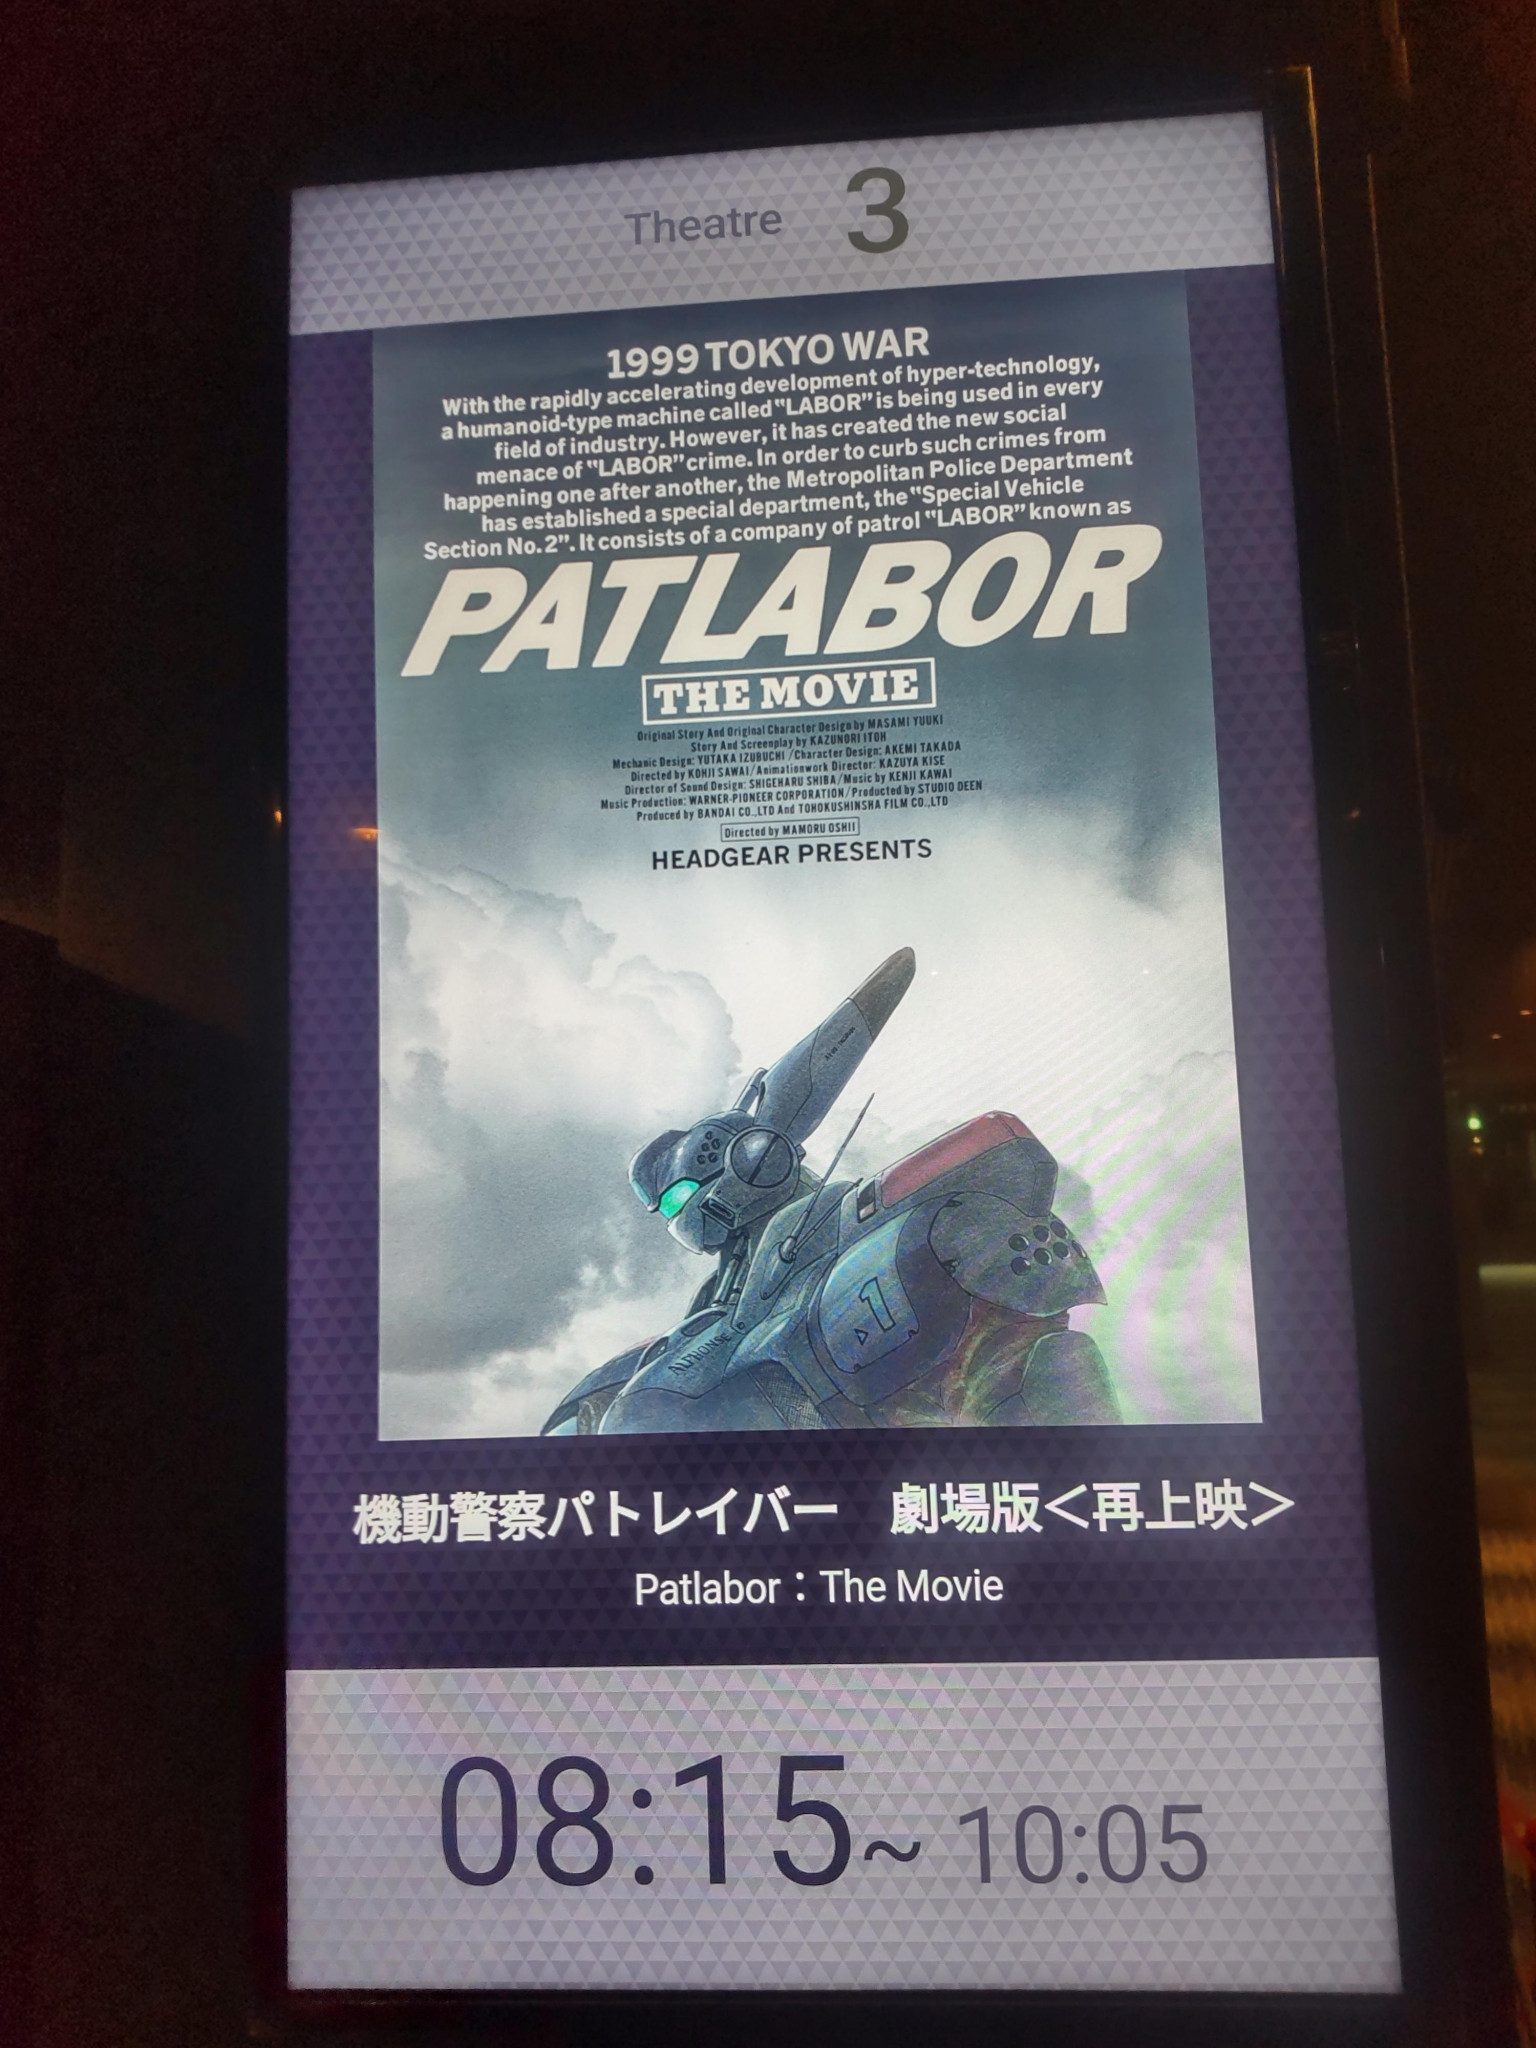 Theatre 3
1999 TOKYO WAR
With the rapidly accelerating development of hyper-technology,
a humanoid-type machine called "LABOR" is being used in every
field of industry. However, it has created the new social
menace of "LABOR" crime. In order to curb such crimes from
happening one after another, the Metropolitan Police Department
has established a special department, the "Special Vehicle
Section No. 2". It consists of a company of patrol "LABOR" known as
PATLABOR
THE MOVIE
Original Story And Original Character Design by MASAMI YUUKI
Story And Screenplay by KAZUNORI ITOH
Mechanic Design: YUTAKA IZUBUCHI / Character Design: AKEMI TAKADA
Directed by KOHJI SAWAI / Animationwork Director: KAZUYA KISE
Director of Sound Design: SHIGEHARU SHIBA / Music by KENJI KAWAI
Music Production: WARNER-PIONEER CORPORATION / Produced by STUDIO DEEN
Produced by BANDAI CO.,LTD And TOHOKUSHINSHA FILM CO.,LTD
Directed by MAMORU OSHII
HEADGEAR PRESENTS
1
ALPHONSE
機動警察パトレイバー　劇場版＜再上映＞
Patlabor：The Movie
08:15~ 10:05